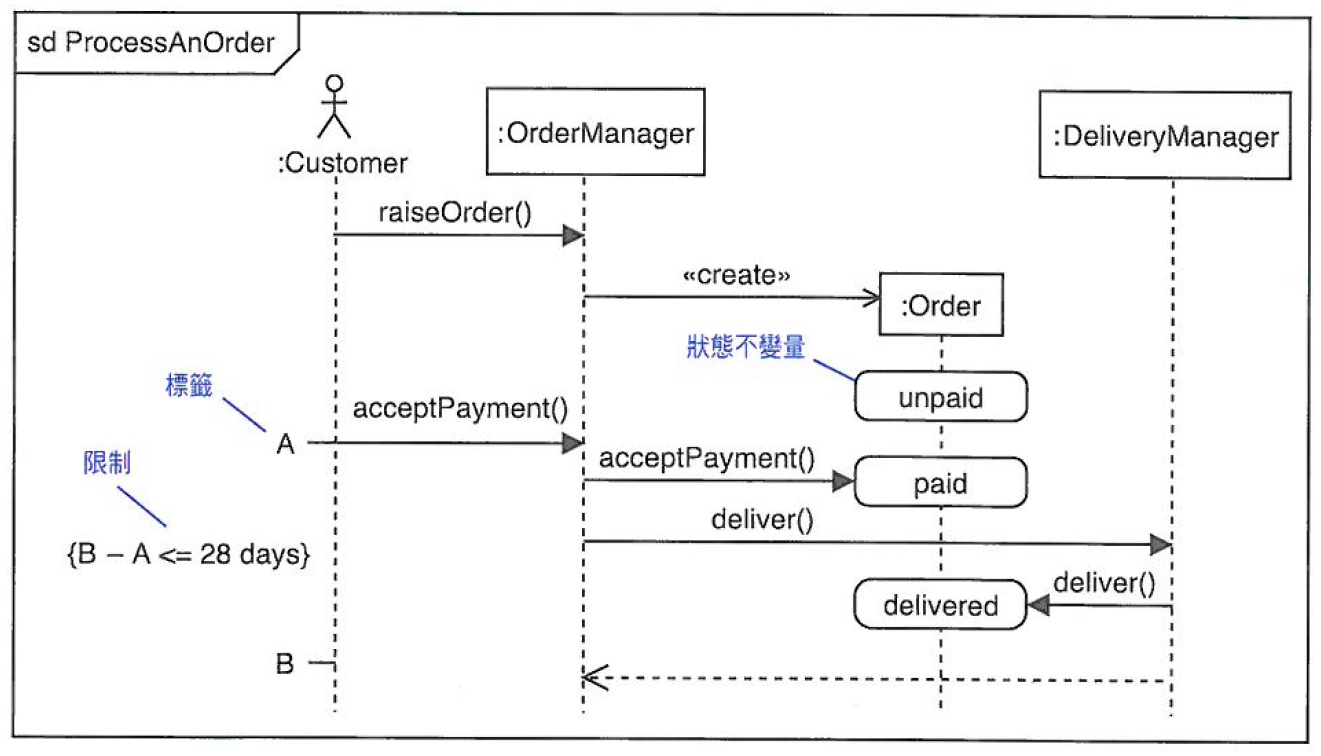 sd ProcessAnOrder
:Customer
:OrderManager
:DeliveryManager
raiseOrder()
«create»
:Order
狀態不變量
unpaid
標籤
A
acceptPayment()
限制
acceptPayment()
paid
deliver()
{B – A <= 28 days}
deliver()
delivered
B